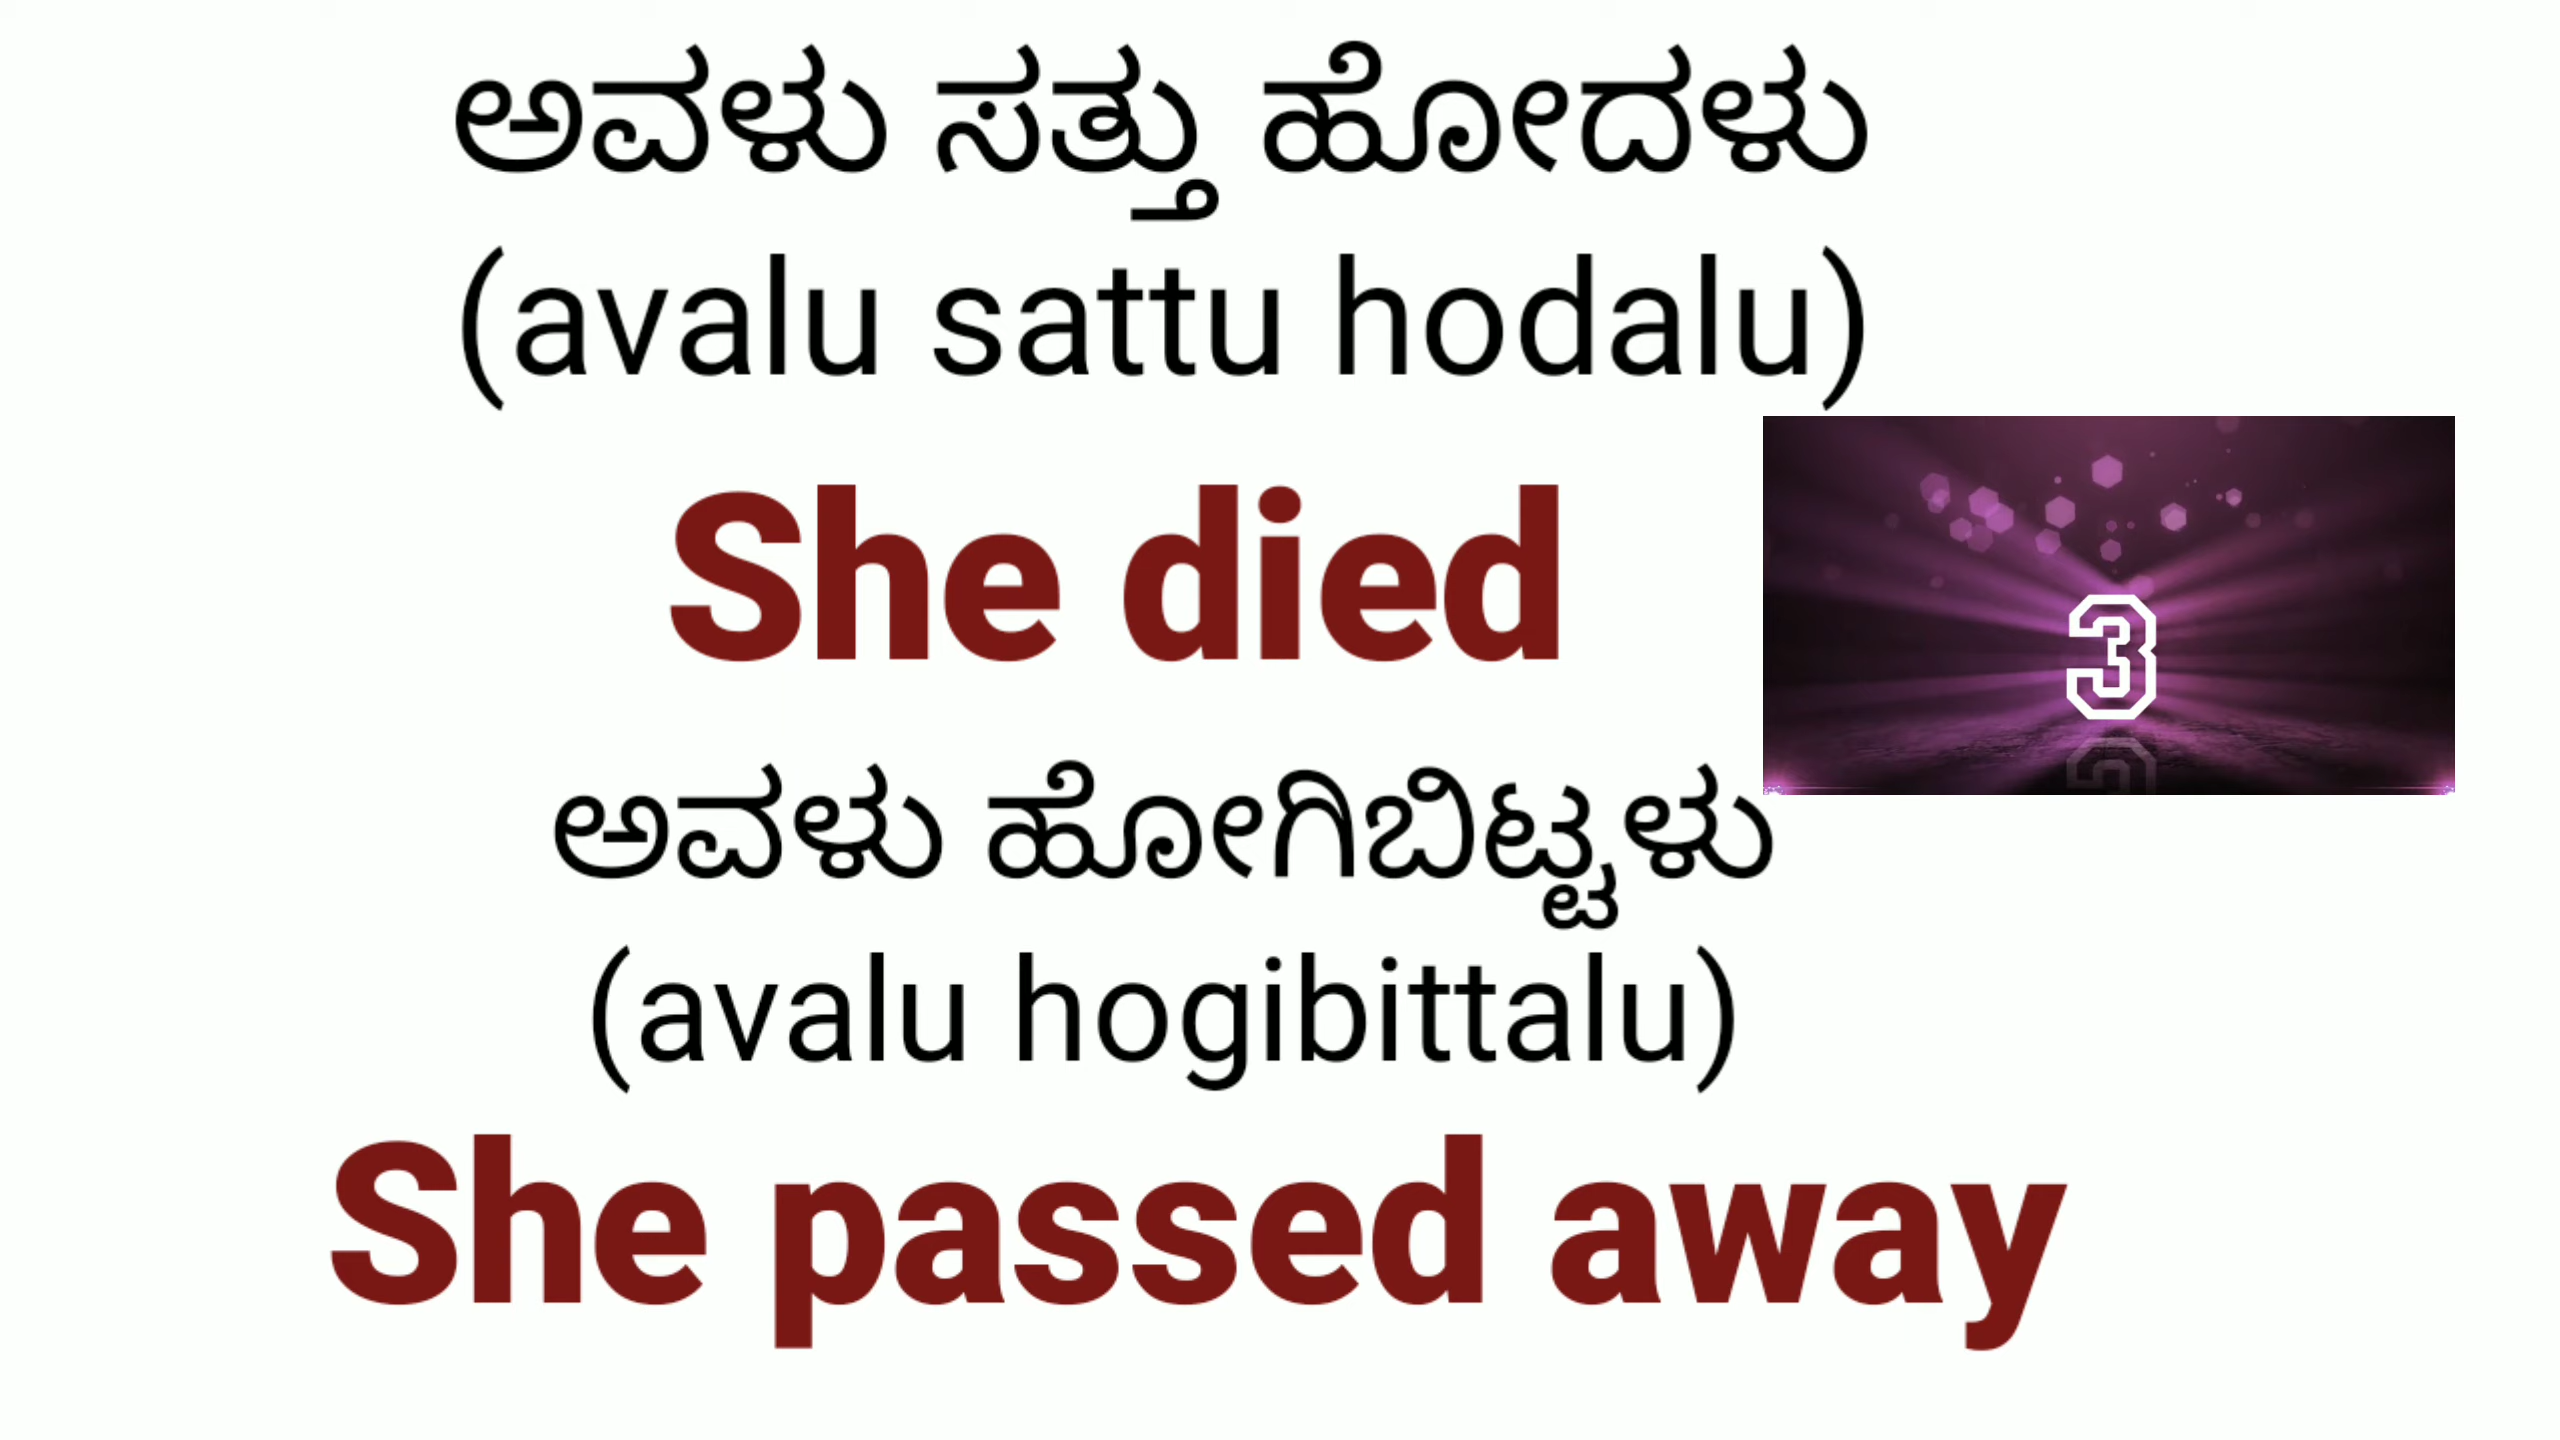 ಅವಳು ಸತ್ತು ಹೋದಳು
(avalu sattu hodalu)
She died
3
ಅವಳು ಹೋಗಿಬಿಟ್ಟಳು
(avalu hogibittalu)
She passed away